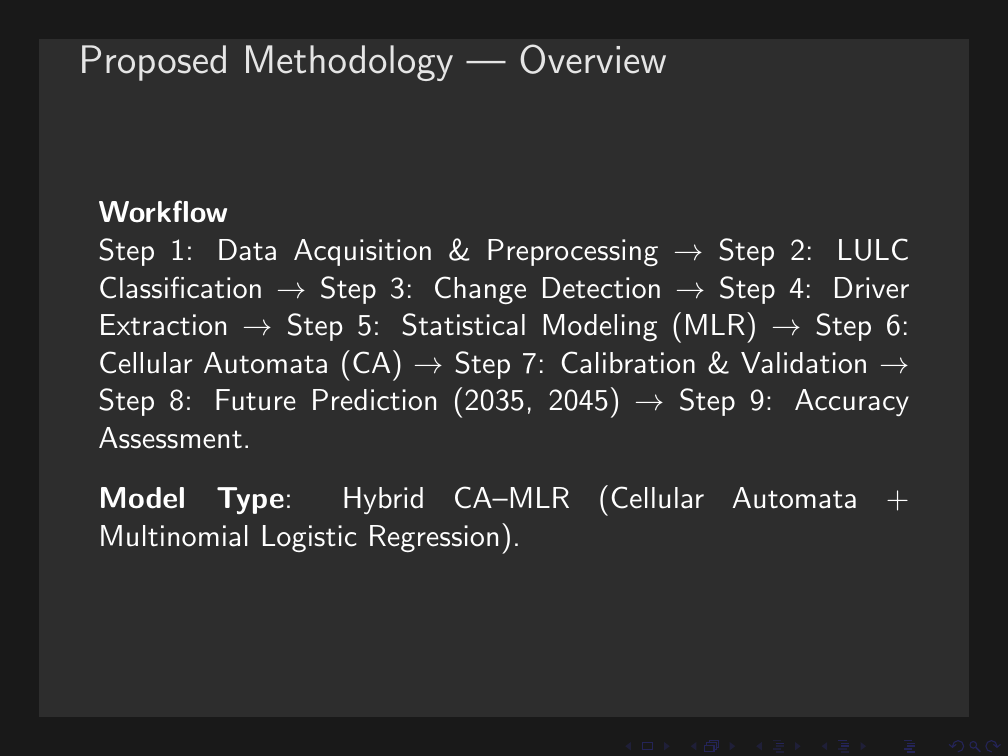 Proposed Methodology — Overview
Workflow
Step 1: Data Acquisition & Preprocessing → Step 2: LULC
Classification → Step 3: Change Detection → Step 4: Driver
Extraction → Step 5: Statistical Modeling (MLR) → Step 6:
Cellular Automata (CA) → Step 7: Calibration & Validation →
Step 8: Future Prediction (2035, 2045) → Step 9: Accuracy
Assessment.
Model Type: Hybrid CA–MLR (Cellular Automata +
Multinomial Logistic Regression).